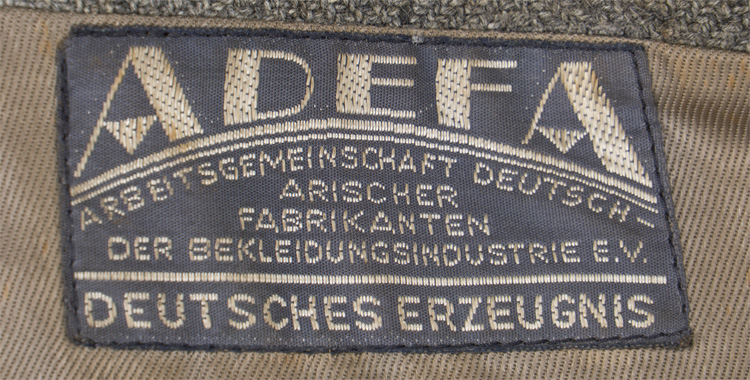 ADEFA
ARBEITSGEMEINSCHAFT DEUTSCH-
ARISCHER
FABRIKANTEN
DER BEKLEIDUNGSINDUSTRIE E.V.
DEUTSCHES ERZEUGNIS